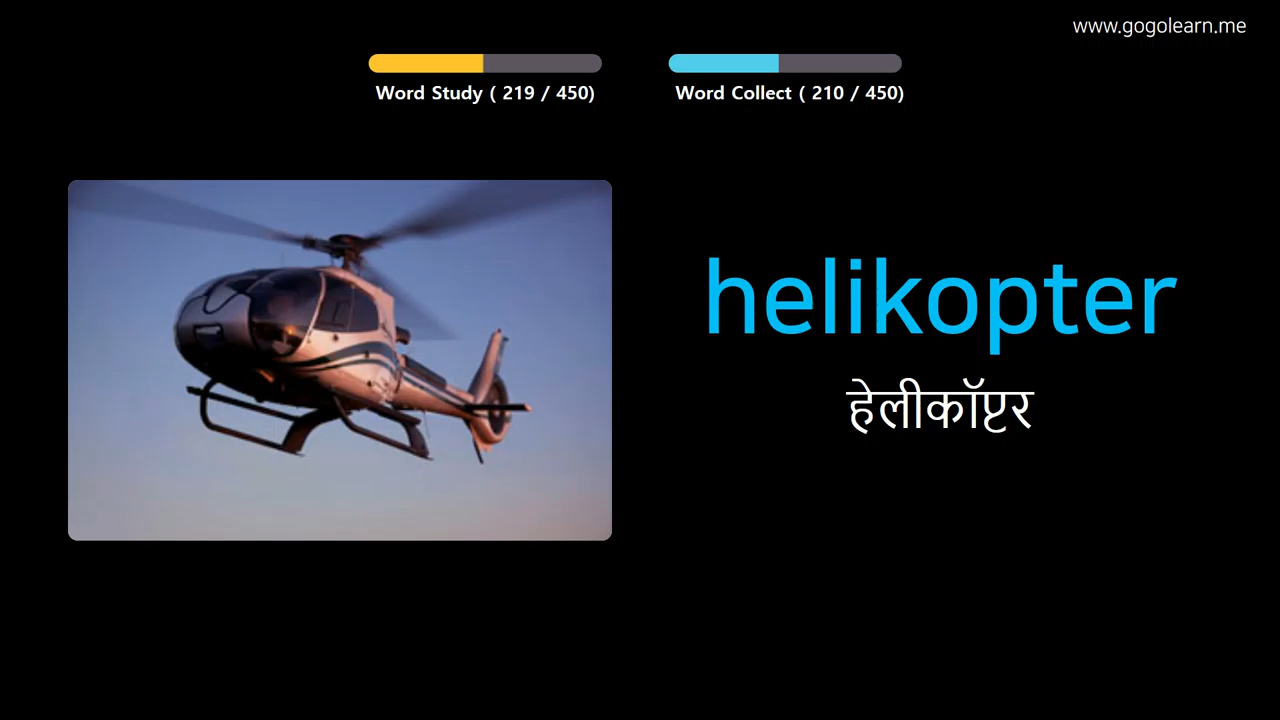 www.gogolearn.me
Word Study ( 219 / 450)
Word Collect ( 210 / 450)
helikopter
हेलीकॉप्टर